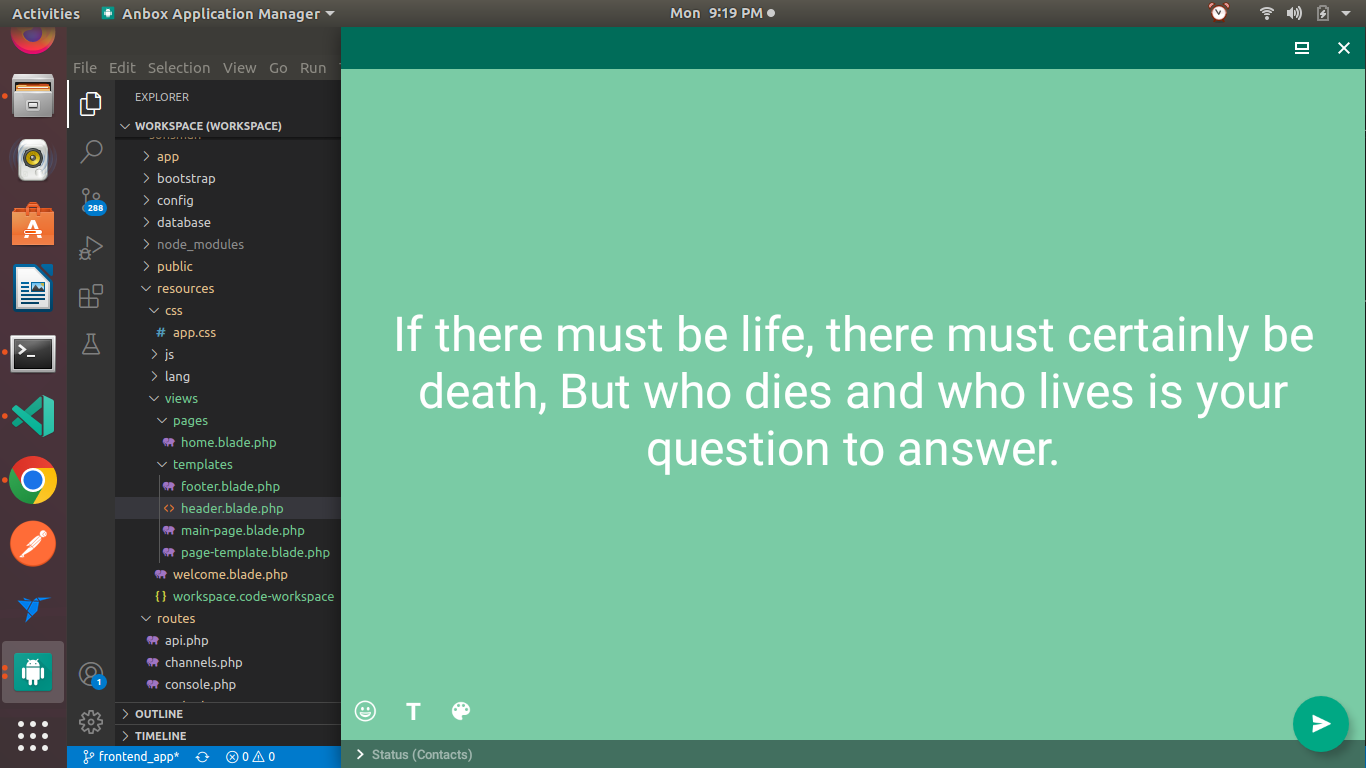 Activities
Anbox Application Manager
Mon 9:19 PM
File Edit Selection View Go Run
EXPLORER
WORKSPACE (WORKSPACE)
app
bootstrap
config
database
node_modules
public
resources
css
# app.css
js
lang
views
pages
home.blade.php
templates
footer.blade.php
<> header.blade.php
main-page.blade.php
page-template.blade.php
welcome.blade.php
{} workspace.code-workspace
routes
api.php
channels.php
console.php
OUTLINE
TIMELINE
frontend_app*
0
0
288
1
If there must be life, there must certainly be
death, But who dies and who lives is your
question to answer.
T
Status (Contacts)